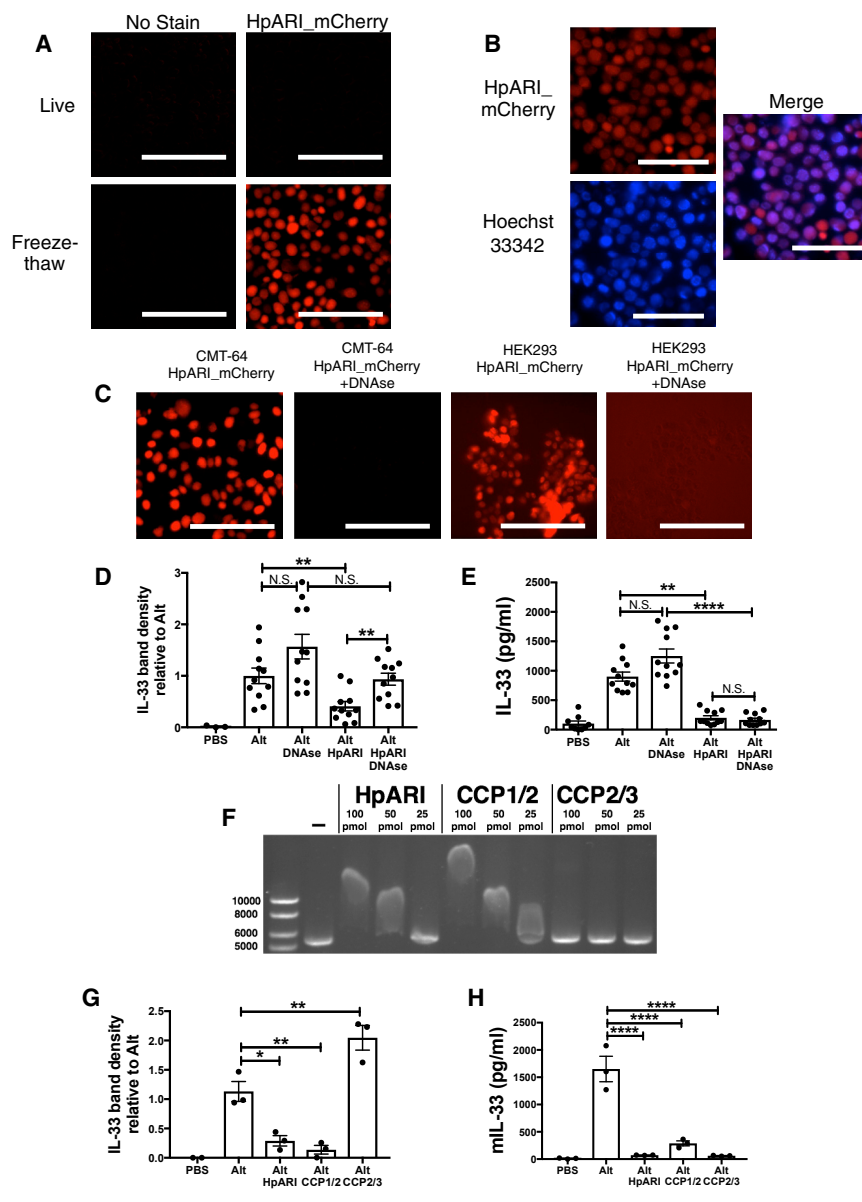 A
No Stain
HpARI_mCherry
Live
Freeze-
thaw
B
HpARI_
mCherry
Hoechst
33342
Merge
C
CMT-64
HpARI_mCherry
CMT-64
HpARI_mCherry
+DNAse
HEK293
HpARI_mCherry
HEK293
HpARI_mCherry
+DNAse
D
IL-33 band density
relative to Alt
3
2
1
0
**
N.S.
N.S.
**
PBS
Alt
Alt
DNAse
Alt
HpARI
Alt
HpARI
DNAse
E
IL-33 (pg/ml)
2500
2000
1500
1000
500
0
**
N.S.
****
N.S.
PBS
Alt
Alt
DNAse
Alt
HpARI
Alt
HpARI
DNAse
F
–
HpARI
CCP1/2
CCP2/3
100
pmol
50
pmol
25
pmol
100
pmol
50
pmol
25
pmol
100
pmol
50
pmol
25
pmol
10000
8000
6000
5000
G
IL-33 band density
relative to Alt
2.5
2.0
1.5
1.0
0.5
0.0
**
**
*
PBS
Alt
Alt
HpARI
Alt
CCP1/2
Alt
CCP2/3
H
mIL-33 (pg/ml)
2500
2000
1500
1000
500
0
****
****
****
PBS
Alt
Alt
HpARI
Alt
CCP1/2
Alt
CCP2/3